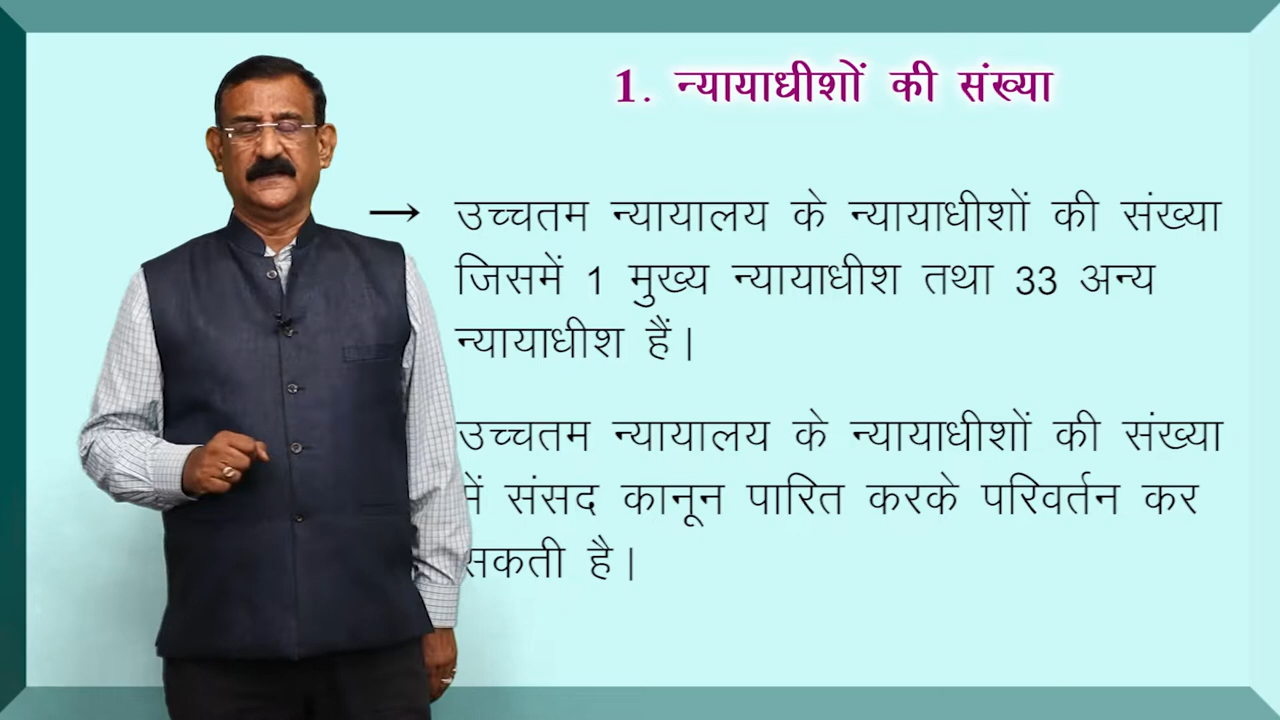 1. न्यायाधीशों की संख्या
→ उच्चतम न्यायालय के न्यायाधीशों की संख्या
जिसमें 1 मुख्य न्यायाधीश तथा 33 अन्य
न्यायाधीश हैं।
उच्चतम न्यायालय के न्यायाधीशों की संख्या
में संसद कानून पारित करके परिवर्तन कर
सकती है।